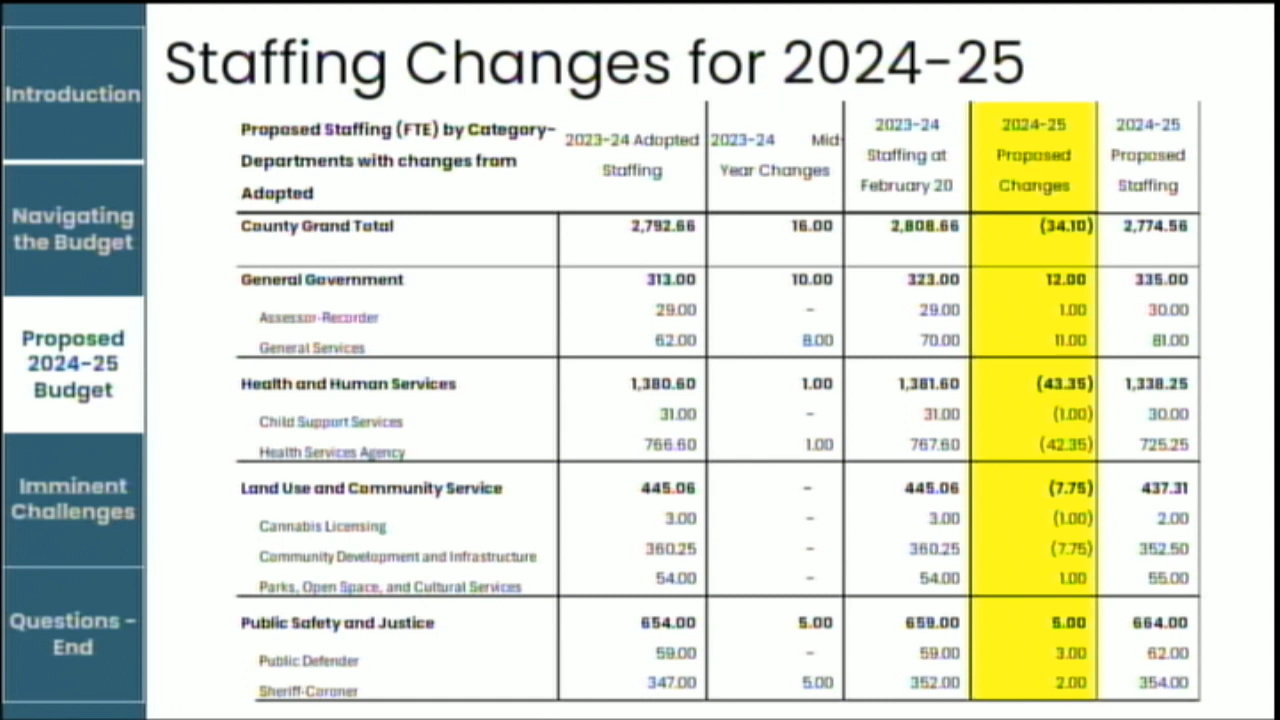 Staffing Changes for 2024-25
Introduction
Navigating
the Budget
Proposed
2024-25
Budget
Imminent
Challenges
Questions -
End
Proposed Staffing (FTE) by Category-
Departments with changes from
Adopted
2023-24 Adopted
Staffing
2023-24 Mid-
Year Changes
2023-24
Staffing at
February 20
2024-25
Proposed
Changes
2024-25
Proposed
Staffing
County Grand Total 2,792.66 16.00 2,808.66 (34.10) 2,774.56
General Government 313.00 10.00 323.00 12.00 335.00
Assessor-Recorder 29.00 - 29.00 1.00 30.00
General Services 62.00 8.00 70.00 11.00 81.00
Health and Human Services 1,380.60 1.00 1,381.60 (43.35) 1,338.25
Child Support Services 31.00 - 31.00 (1.00) 30.00
Health Services Agency 766.60 1.00 767.60 (42.35) 725.25
Land Use and Community Service 445.06 - 445.06 (7.75) 437.31
Cannabis Licensing 3.00 - 3.00 (1.00) 2.00
Community Development and Infrastructure 360.25 - 360.25 (7.75) 352.50
Parks, Open Space, and Cultural Services 54.00 - 54.00 1.00 55.00
Public Safety and Justice 654.00 5.00 659.00 5.00 664.00
Public Defender 59.00 - 59.00 3.00 62.00
Sheriff-Coroner 347.00 5.00 352.00 2.00 354.00